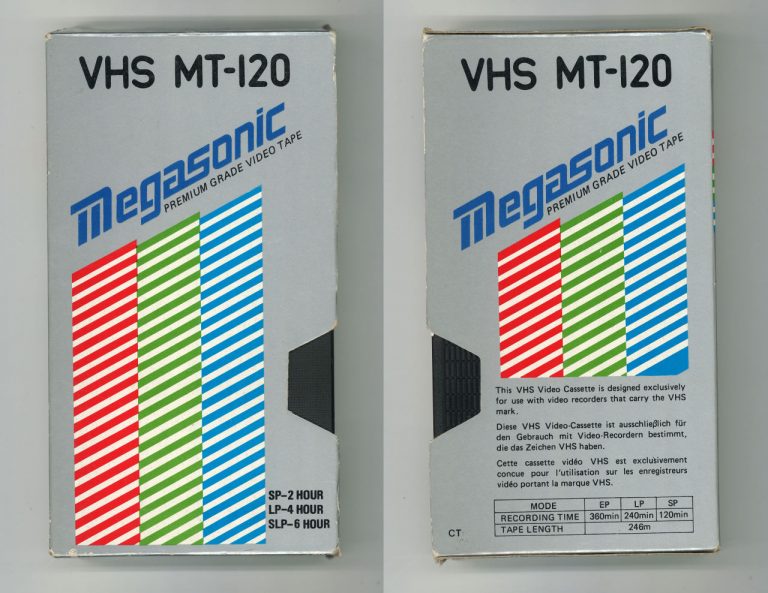 VHS MT-120
Megasonic
PREMIUM GRADE VIDEO TAPE
SP-2 HOUR
LP-4 HOUR
SLP-6 HOUR
VHS MT-120
Megasonic
PREMIUM GRADE VIDEO TAPE
This VHS Video Cassette is designed exclusively
for use with video recorders that carry the VHS
mark.
Diese VHS Video-Cassette ist ausschließlich für
den Gebrauch mit Video-Recordern bestimmt,
die das Zeichen VHS haben.
Cette cassette vidéo VHS est exclusivement
concue pour l'utilisation sur les enregistreurs
vidéo portant la marque VHS.
MODE EP LP SP
RECORDING TIME 360min 240min 120min
TAPE LENGTH 246m
CT